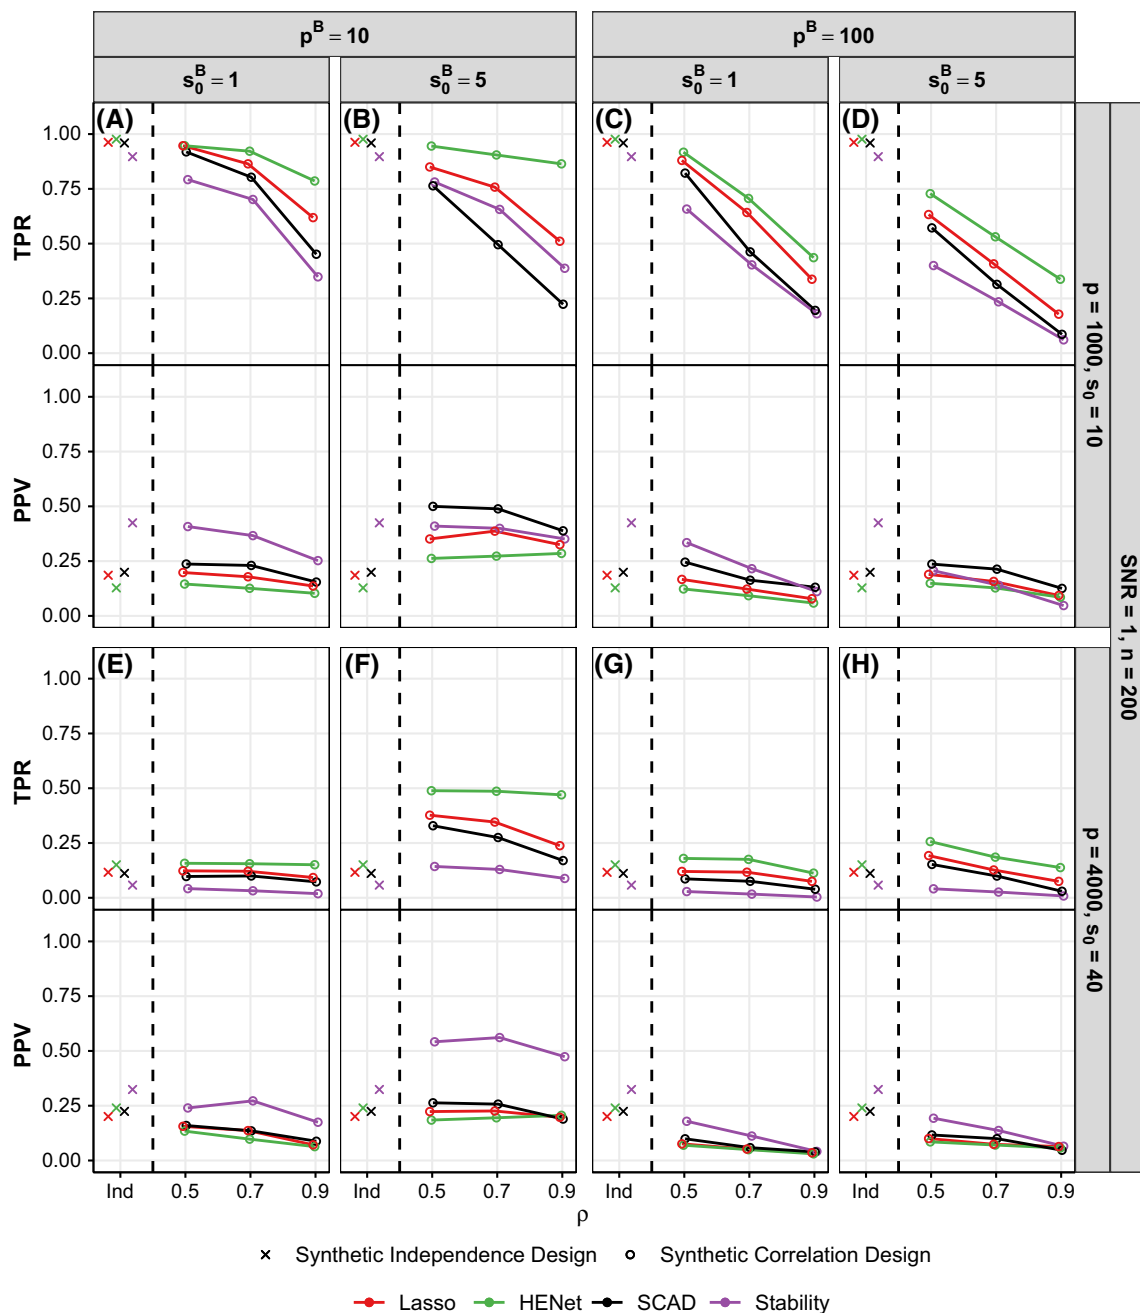 p^B = 10
p^B = 100
s_0^B = 1
s_0^B = 5
s_0^B = 1
s_0^B = 5
(A)
(B)
(C)
(D)
TPR
1.00
0.75
0.50
0.25
0.00
PPV
1.00
0.75
0.50
0.25
0.00
p = 1000, s_0 = 10
SNR = 1, n = 200
(E)
(F)
(G)
(H)
TPR
1.00
0.75
0.50
0.25
0.00
PPV
1.00
0.75
0.50
0.25
0.00
p = 4000, s_0 = 40
Ind 0.5 0.7 0.9 Ind 0.5 0.7 0.9 Ind 0.5 0.7 0.9 Ind 0.5 0.7 0.9
ρ
Synthetic Independence Design Synthetic Correlation Design
Lasso HENet SCAD Stability